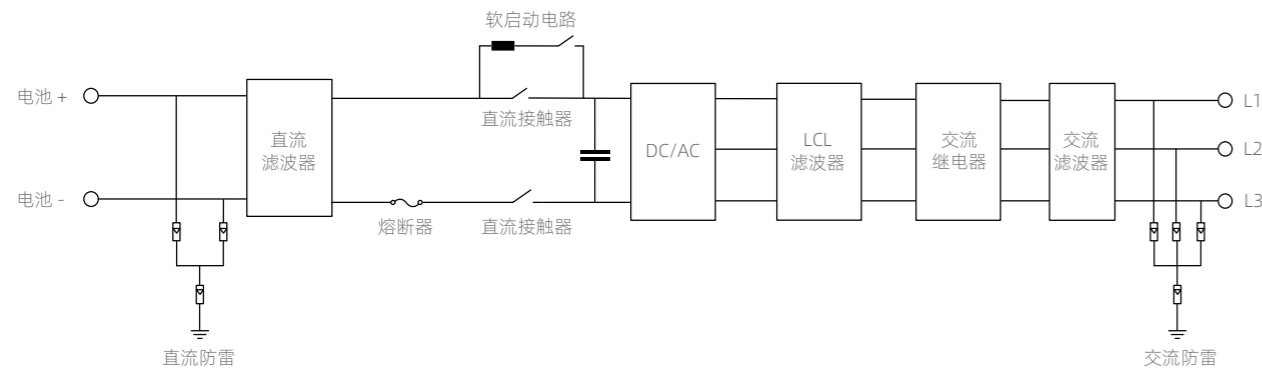 软启动电路
电池 +
直流
滤波器
直流接触器
DC/AC
LCL
滤波器
交流
继电器
交流
滤波器
L1
L2
L3
电池 -
熔断器
直流接触器
直流防雷
交流防雷